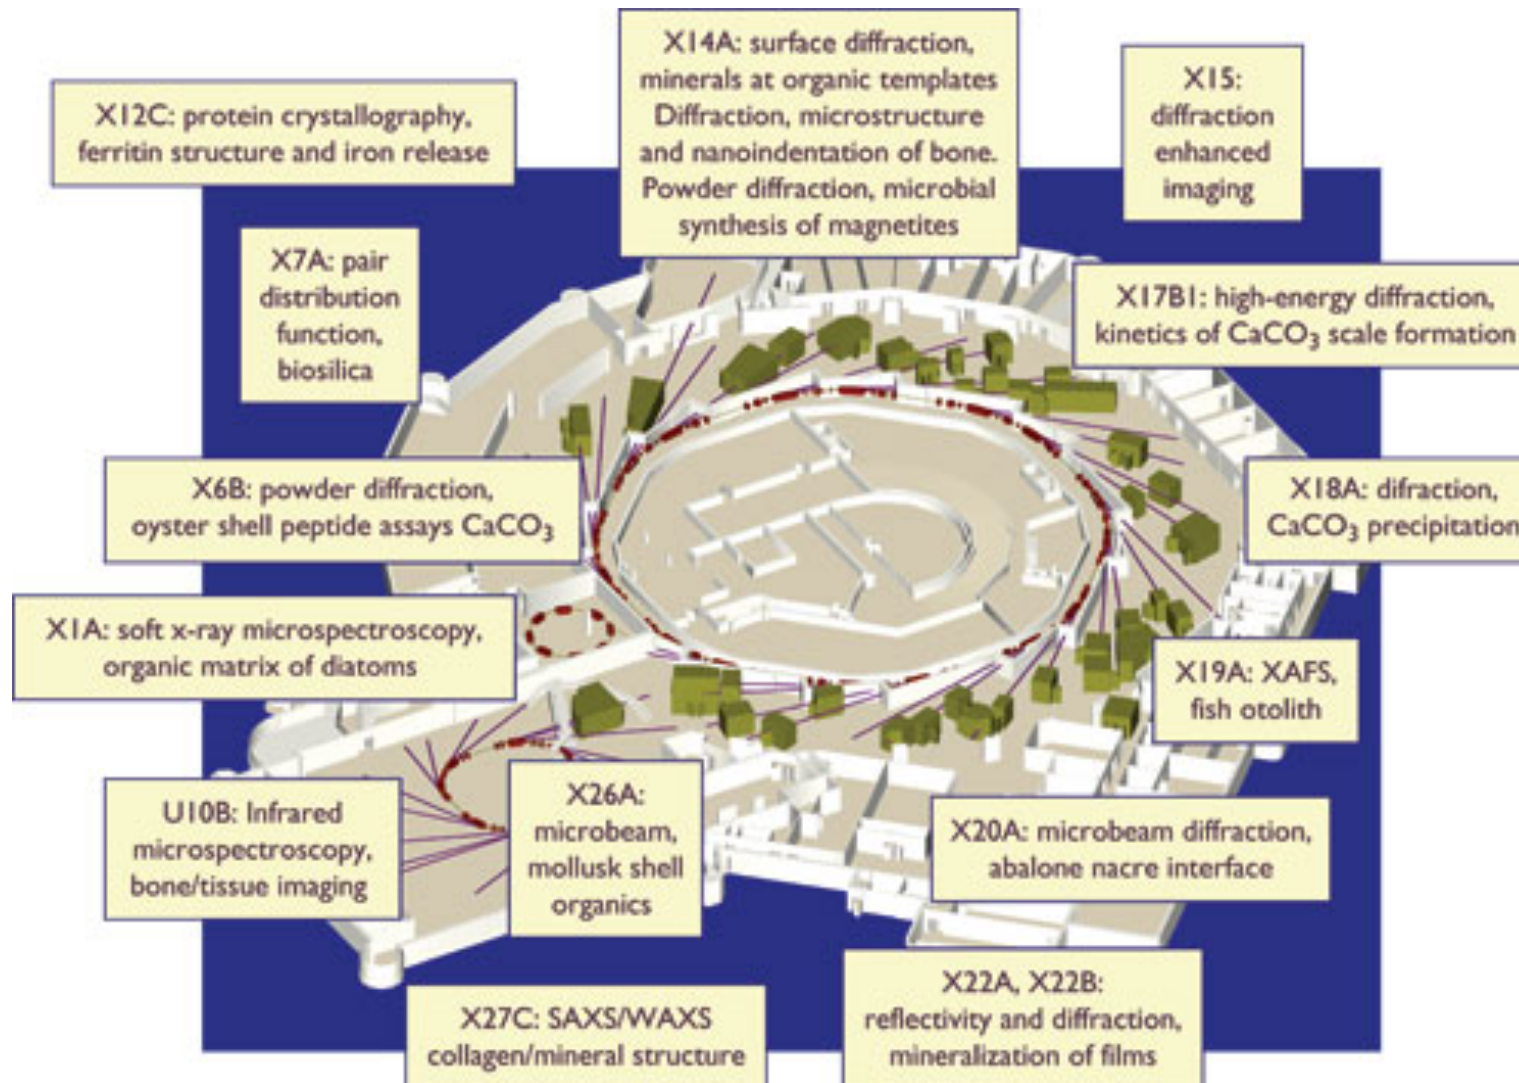 X14A: surface diffraction,
minerals at organic templates
Diffraction, microstructure
and nanoindentation of bone.
Powder diffraction, microbial
synthesis of magnetites
X15:
diffraction
enhanced
imaging
X12C: protein crystallography,
ferritin structure and iron release
X7A: pair
distribution
function,
biosilica
X17B1: high-energy diffraction,
kinetics of CaCO₃ scale formation
X6B: powder diffraction,
oyster shell peptide assays CaCO₃
X18A: difraction,
CaCO₃ precipitation
X1A: soft x-ray microspectroscopy,
organic matrix of diatoms
X19A: XAFS,
fish otolith
U10B: Infrared
microspectroscopy,
bone/tissue imaging
X26A:
microbeam,
mollusk shell
organics
X20A: microbeam diffraction,
abalone nacre interface
X27C: SAXS/WAXS
collagen/mineral structure
X22A, X22B:
reflectivity and diffraction,
mineralization of films